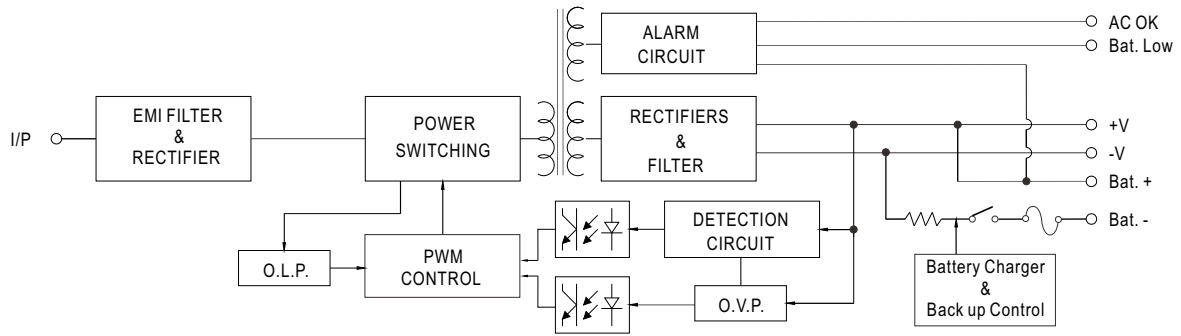 ALARM
CIRCUIT
AC OK
Bat. Low
I/P
EMI FILTER
&
RECTIFIER
POWER
SWITCHING
RECTIFIERS
&
FILTER
+V
-V
Bat. +
Bat. -
DETECTION
CIRCUIT
O.L.P.
PWM
CONTROL
O.V.P.
Battery Charger
&
Back up Control